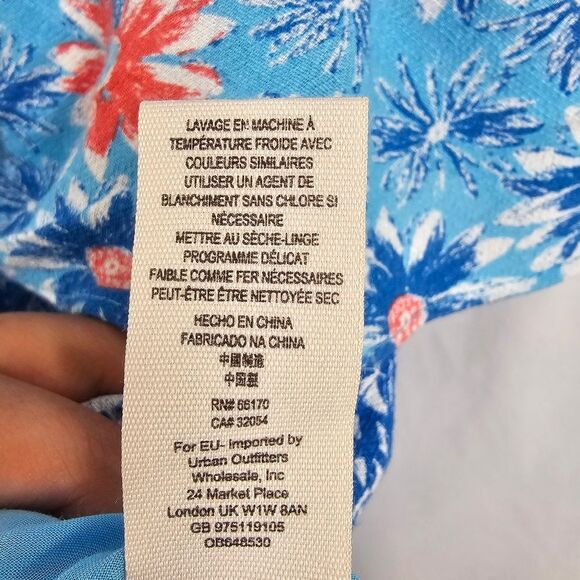 LAVAGE EN MACHINE À
TEMPÉRATURE FROIDE AVEC
COULEURS SIMILAIRES
UTILISER UN AGENT DE
BLANCHIMENT SANS CHLORE SI
NÉCESSAIRE
METTRE AU SÈCHE-LINGE
PROGRAMME DÉLICAT
FAIBLE COMME FER NÉCESSAIRES
PEUT-ÊTRE ÊTRE NETTOYÉE SEC
HECHO EN CHINA
FABRICADO NA CHINA
中國制造
中國製
RN# 66170
CA# 32054
For EU- Imported by
Urban Outfitters
Wholesale, Inc
24 Market Place
London UK W1W 8AN
GB 975119105
OB648530